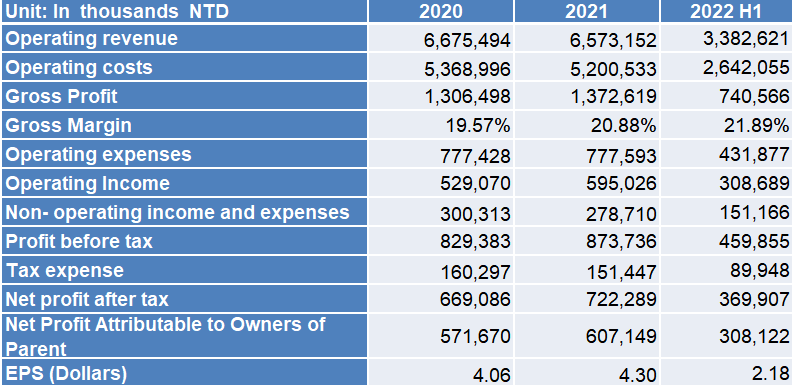 Unit: In thousands NTD 2020 2021 2022 H1
Operating revenue 6,675,494 6,573,152 3,382,621
Operating costs 5,368,996 5,200,533 2,642,055
Gross Profit 1,306,498 1,372,619 740,566
Gross Margin 19.57% 20.88% 21.89%
Operating expenses 777,428 777,593 431,877
Operating Income 529,070 595,026 308,689
Non- operating income and expenses 300,313 278,710 151,166
Profit before tax 829,383 873,736 459,855
Tax expense 160,297 151,447 89,948
Net profit after tax 669,086 722,289 369,907
Net Profit Attributable to Owners of
Parent 571,670 607,149 308,122
EPS (Dollars) 4.06 4.30 2.18